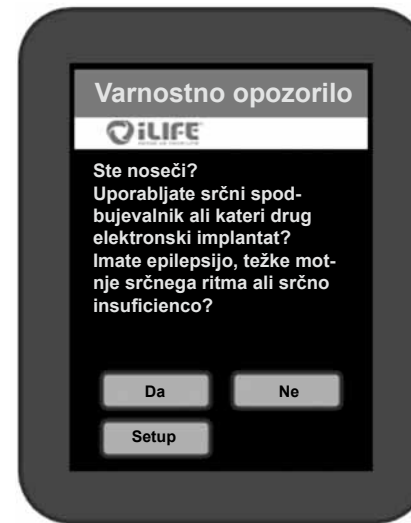 Varnostno opozorilo
iLIFE
Ste noseči?
Uporabljate srčni spod-
bujevalnik ali kateri drug
elektronski implantat?
Imate epilepsijo, težke mot-
nje srčnega ritma ali srčno
insuficienco?
Da Ne
Setup